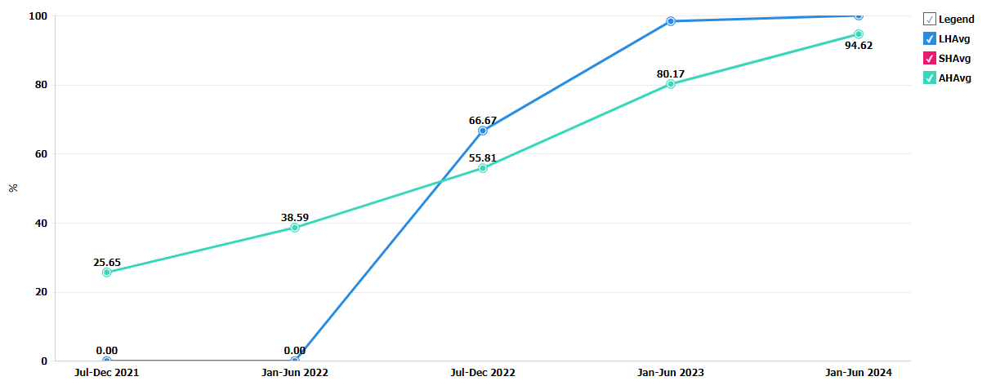 100
80
60
40
20
0
%
25.65
38.59
55.81
80.17
94.62
0.00
0.00
66.67
Jul-Dec 2021
Jan-Jun 2022
Jul-Dec 2022
Jan-Jun 2023
Jan-Jun 2024
Legend
LHAvg
SHAvg
AHAvg